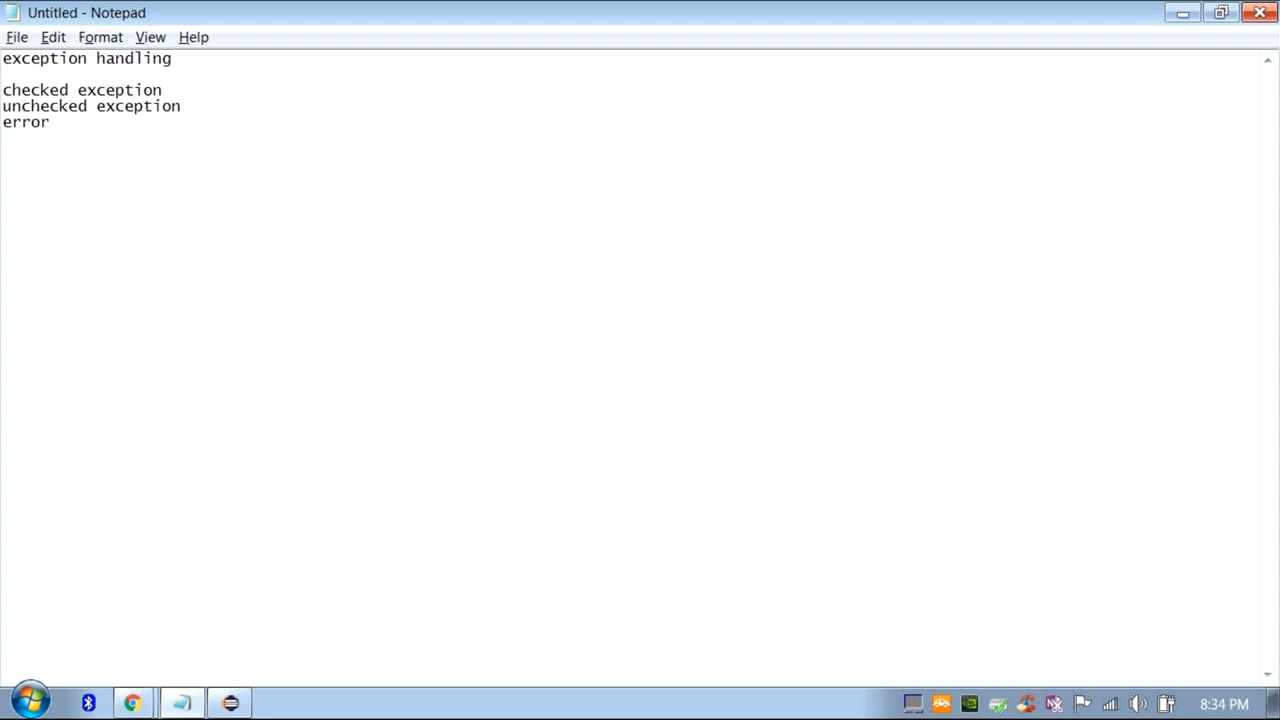 Untitled - Notepad
File Edit Format View Help
exception handling
checked exception
unchecked exception
error
8:34 PM